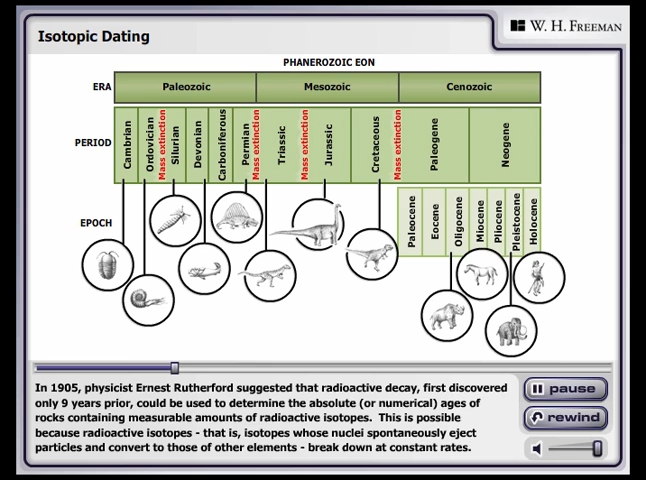 Isotopic Dating
W. H. FREEMAN
PHANEROZOIC EON
ERA
Paleozoic
Mesozoic
Cenozoic
PERIOD
Cambrian
Ordovician
Mass extinction
Silurian
Devonian
Carboniferous
Permian
Mass extinction
Triassic
Mass extinction
Jurassic
Cretaceous
Mass extinction
Paleogene
Neogene
EPOCH
Paleocene
Eocene
Oligocene
Miocene
Pliocene
Pleistocene
Holocene
In 1905, physicist Ernest Rutherford suggested that radioactive decay, first discovered
only 9 years prior, could be used to determine the absolute (or numerical) ages of
rocks containing measurable amounts of radioactive isotopes. This is possible
because radioactive isotopes - that is, isotopes whose nuclei spontaneously eject
particles and convert to those of other elements - break down at constant rates.
pause
rewind